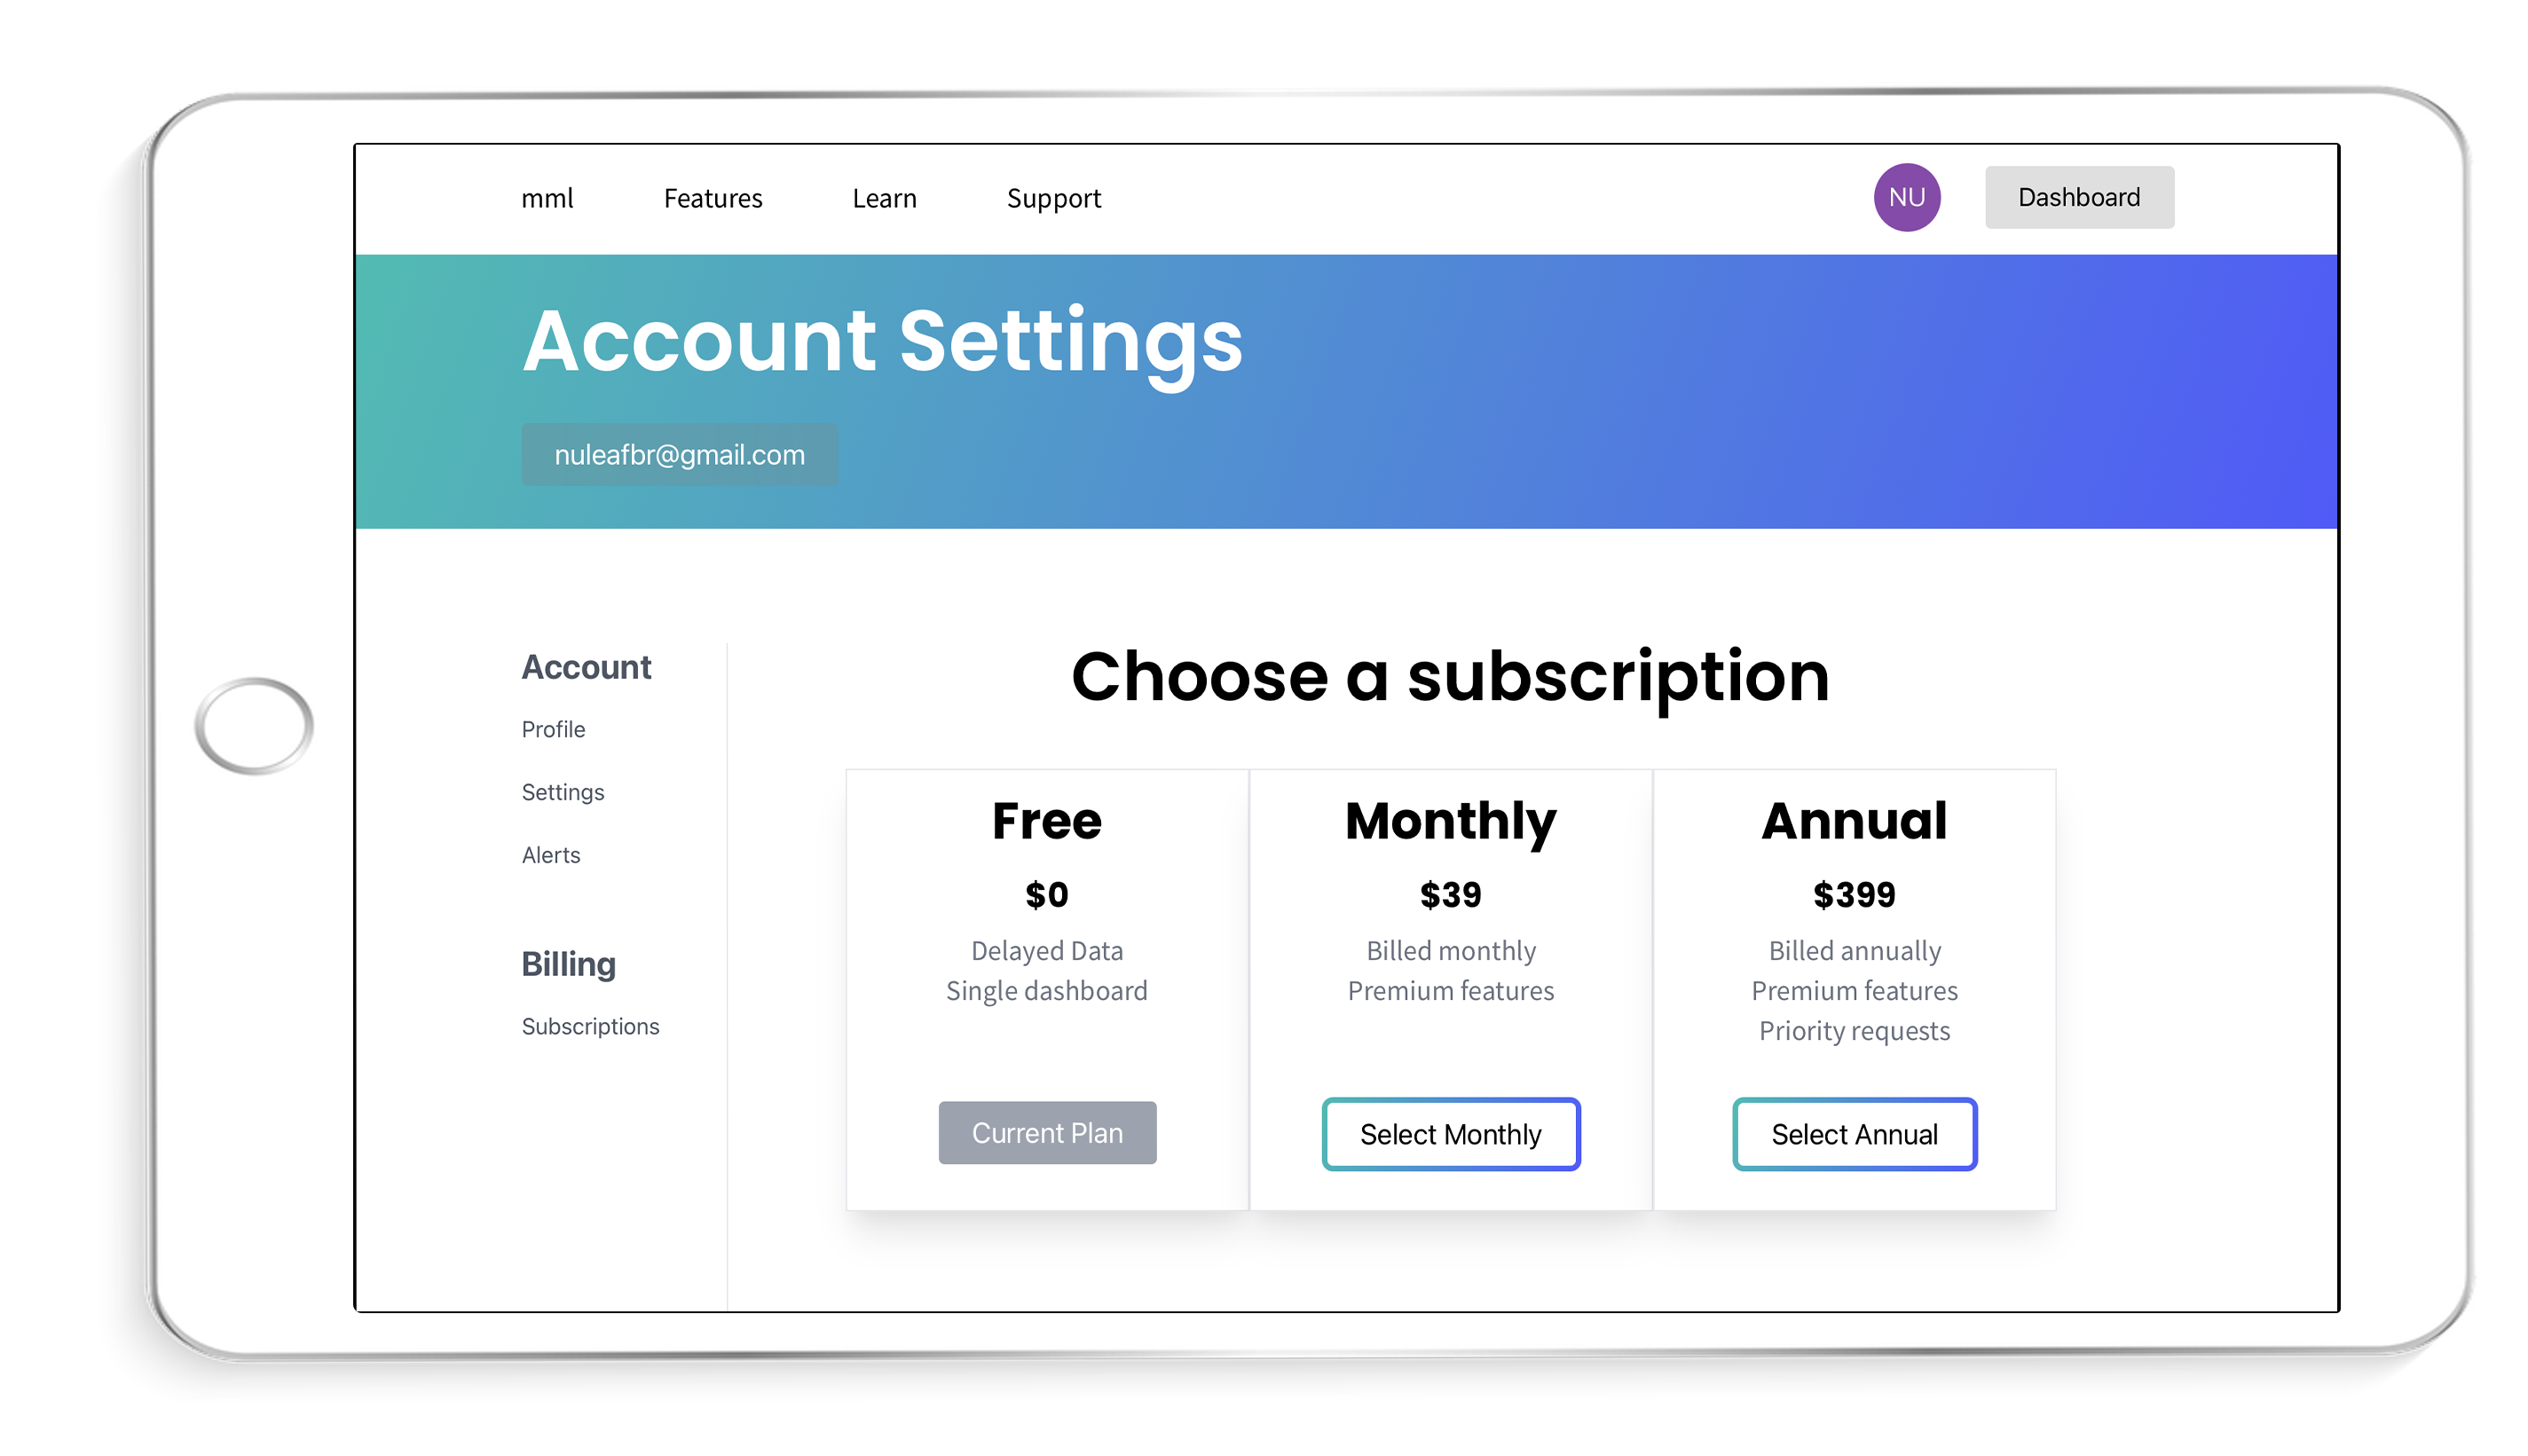 mml Features Learn Support NU Dashboard
Account Settings
nuleafbr@gmail.com
Account
Profile
Settings
Alerts
Billing
Subscriptions
Choose a subscription
Free
$0
Delayed Data
Single dashboard
Current Plan
Monthly
$39
Billed monthly
Premium features
Select Monthly
Annual
$399
Billed annually
Premium features
Priority requests
Select Annual